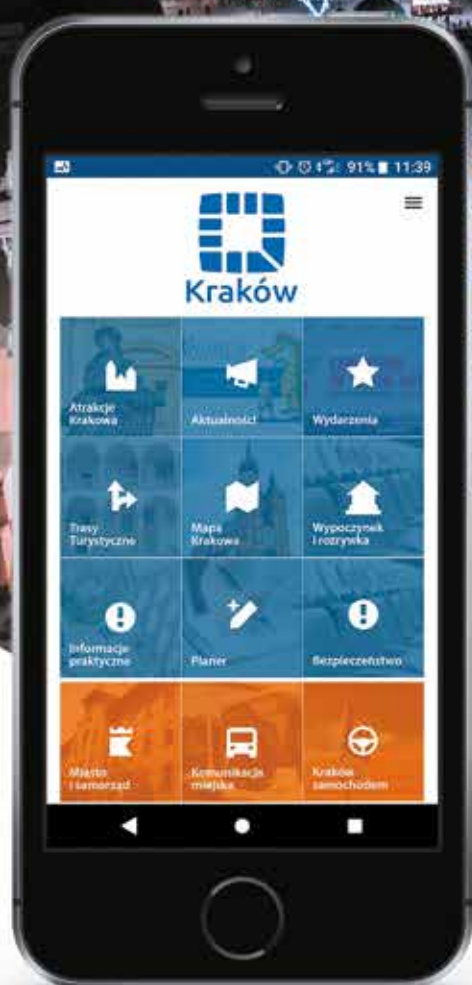 91% 11:39
Kraków
Atrakcje
Krakowa
Aktualności
Wydarzenia
Trasy
Turystyczne
Mapa
Krakowa
Wypoczynek
i rozrywka
Informacje
praktyczne
Planer
Bezpieczeństwo
Miasto
i samorząd
Komunikacja
miejska
Kraków
samochodem